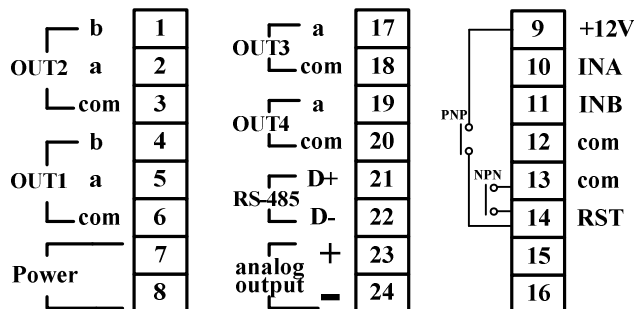 b 1
OUT2 a 2
com 3
b 4
OUT1 a 5
com 6
Power 7
8
a 17
OUT3
com 18
a 19
OUT4
com 20
D+ 21
RS-485
D- 22
analog output + 23
- 24
9 +12V
10 INA
11 INB
PNP
12 com
NPN
13 com
14 RST
15
16